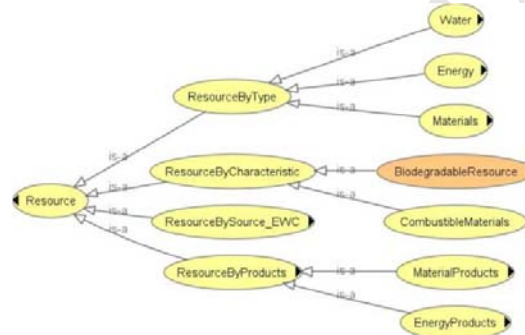 Water
is-a
Energy
is-a
ResourceByType
is-a
Materials
is-a
ResourceByCharacteristic
is-a
BiodegradableResource
is-a
is-a
Resource
is-a
ResourceBySource_EWC
CombustibleMaterials
is-a
ResourceByProducts
is-a
MaterialProducts
is-a
EnergyProducts